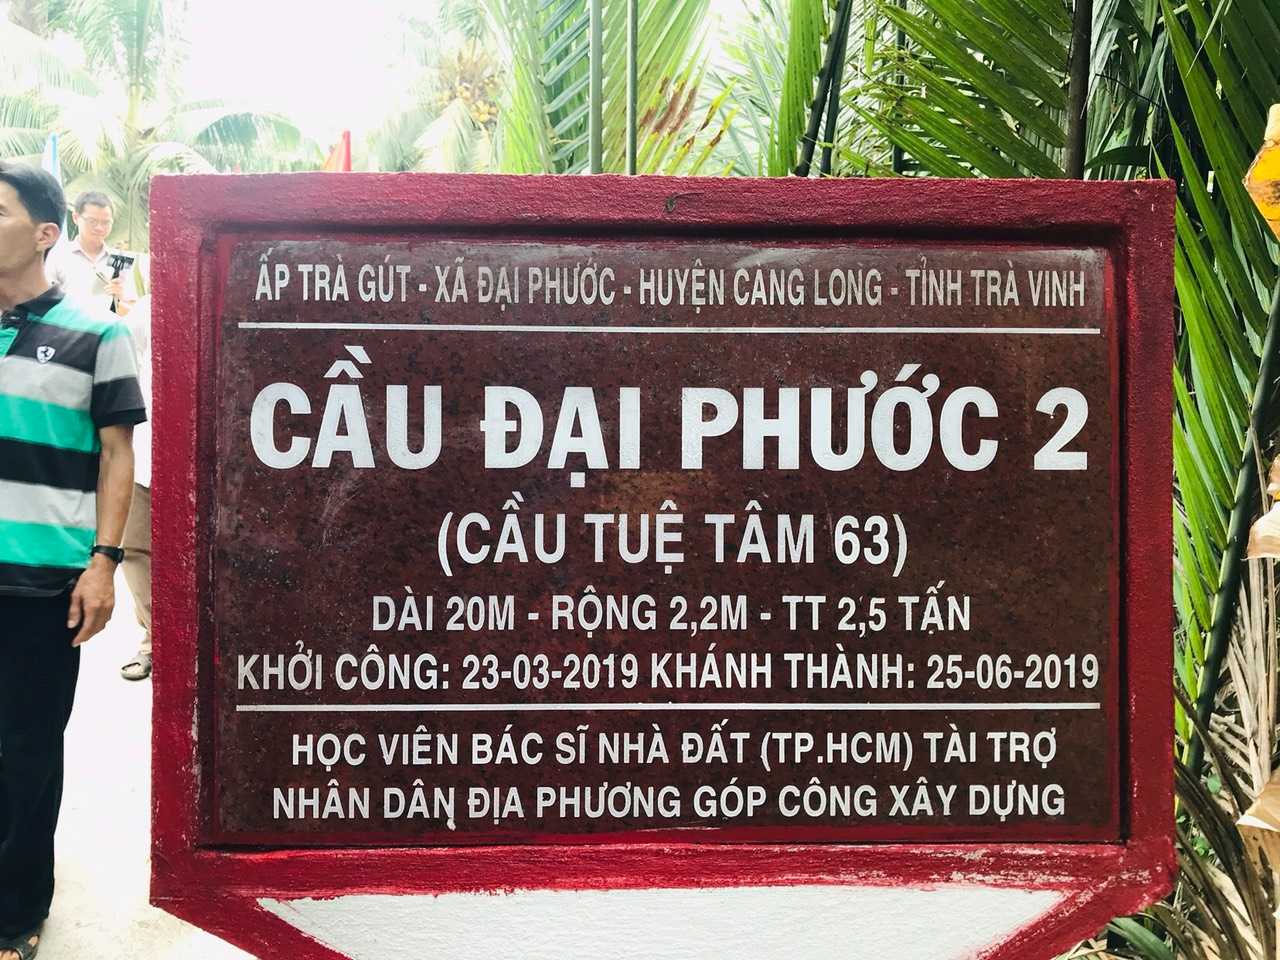 ẤP TRÀ GÚT - XÃ ĐẠI PHƯỚC - HUYỆN CÀNG LONG - TỈNH TRÀ VINH
CẦU ĐẠI PHƯỚC 2
(CẦU TUỆ TÂM 63)
DÀI 20M - RỘNG 2,2M - TT 2,5 TẤN
KHỞI CÔNG: 23-03-2019 KHÁNH THÀNH: 25-06-2019
HỌC VIÊN BÁC SĨ NHÀ ĐẤT (TP.HCM) TÀI TRỢ
NHÂN DÂN ĐỊA PHƯƠNG GÓP CÔNG XÂY DỰNG